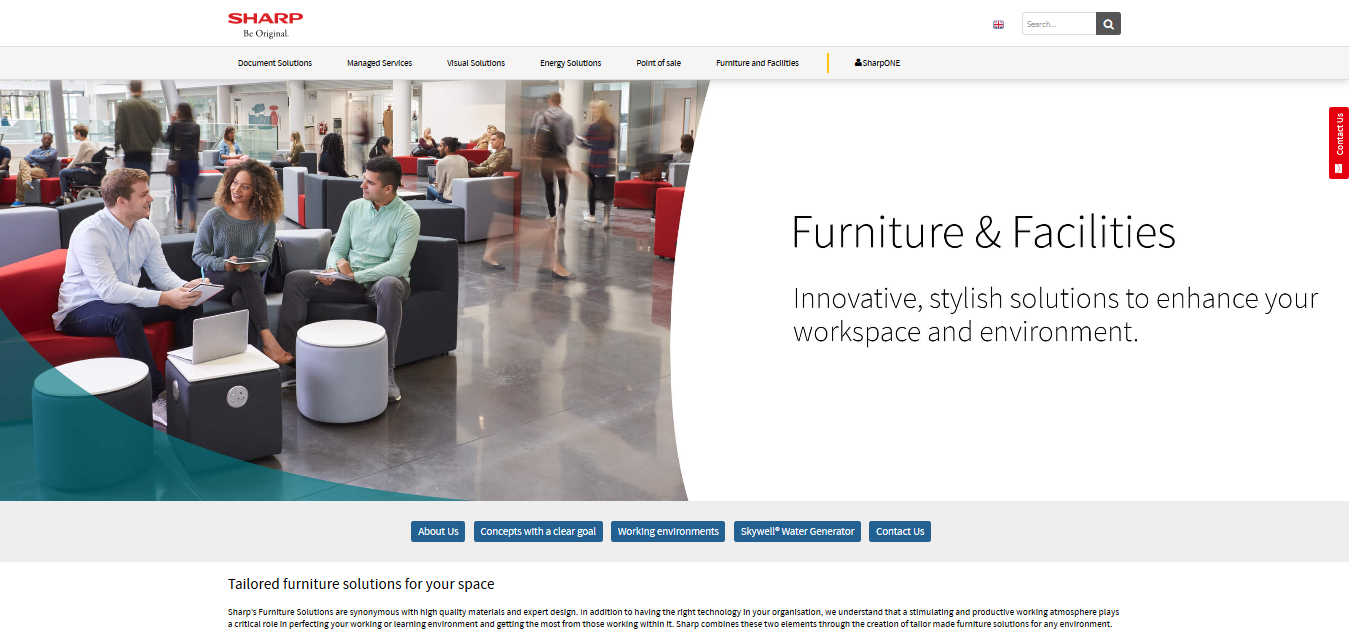 SHARP
Be Original.
Search...
Document Solutions
Managed Services
Visual Solutions
Energy Solutions
Point of sale
Furniture and Facilities
SharpONE
Contact Us
Furniture & Facilities
Innovative, stylish solutions to enhance your
workspace and environment.
About Us
Concepts with a clear goal
Working environments
Skywell® Water Generator
Contact Us
Tailored furniture solutions for your space
Sharp's Furniture Solutions are synonymous with high quality materials and expert design. In addition to having the right technology in your organisation, we understand that a stimulating and productive working atmosphere plays
a critical role in perfecting your working or learning environment and getting the most from those working within it. Sharp combines these two elements through the creation of tailor made furniture solutions for any environment.